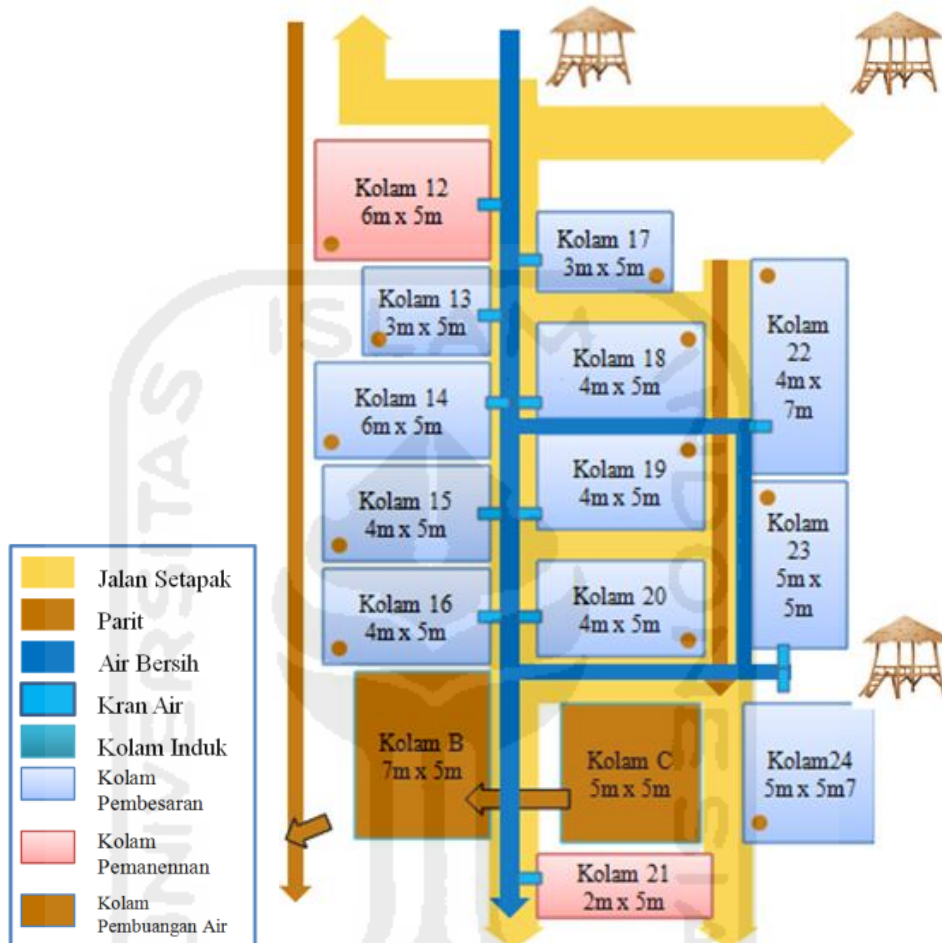 Kolam 12
6m x 5m
Kolam 17
3m x 5m
Kolam 13
3m x 5m
Kolam
22
4m x
7m
Kolam 18
4m x 5m
Kolam 14
6m x 5m
Kolam 19
4m x 5m
Kolam 15
4m x 5m
Kolam
23
5m x
5m
Kolam 16
4m x 5m
Kolam 20
4m x 5m
Kolam B
7m x 5m
Kolam C
5m x 5m
Kolam24
5m x 5m7
Kolam 21
2m x 5m
Jalan Setapak
Parit
Air Bersih
Kran Air
Kolam Induk
Kolam
Pembesaran
Kolam
Pemanennan
Kolam
Pembuangan Air
UNIVERSITAS
ISLAM
INDONESIA